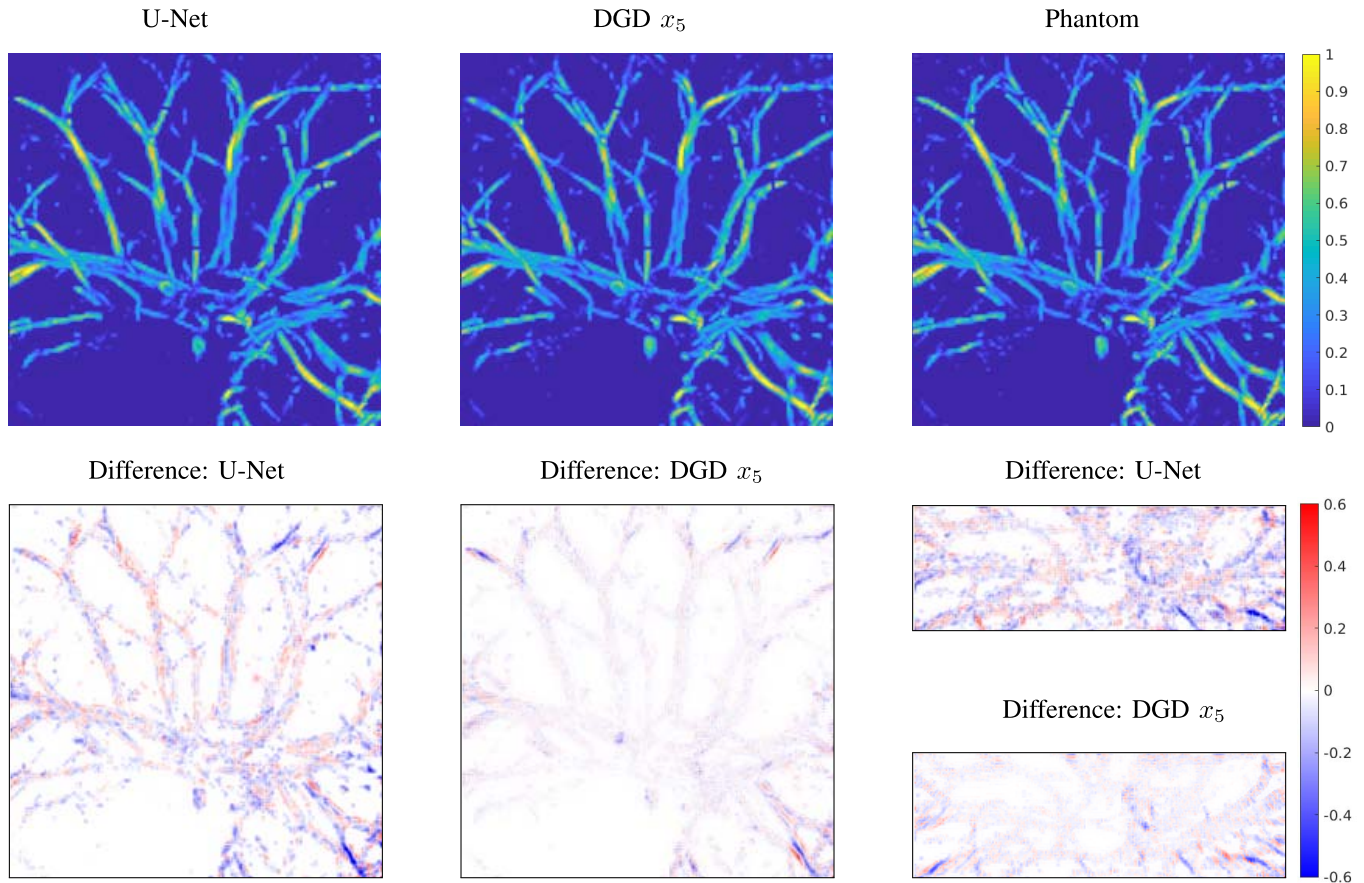 U-Net
DGD x₅
Phantom
1
0.9
0.8
0.7
0.6
0.5
0.4
0.3
0.2
0.1
0
Difference: U-Net
Difference: DGD x₅
Difference: U-Net
0.6
0.4
0.2
0
-0.2
-0.4
-0.6
Difference: DGD x₅